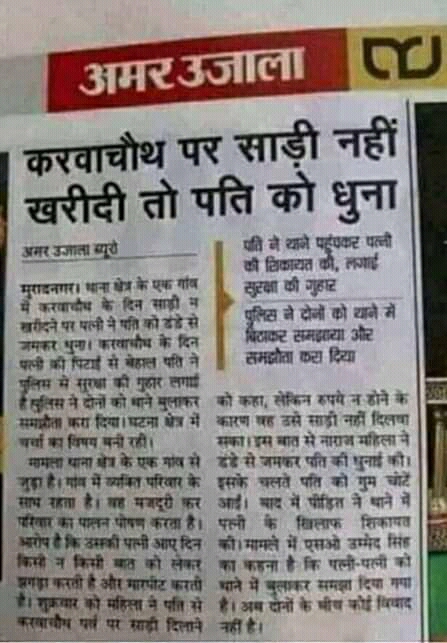 अमर उजाला
करवाचौथ पर साड़ी नहीं
खरीदी तो पति को धुना
अमर उजाला ब्यूरो
मुरादनगर। थाना क्षेत्र के एक गांव
में करवाचौथ के दिन साड़ी न
खरीदने पर पत्नी ने पति को डंडे से
जमकर धुना। करवाचौथ के दिन
पत्नी की पिटाई से बेहाल पति ने
पुलिस से सुरक्षा की गुहार लगाई
है पुलिस ने दोनों को थाने बुलाकर
समझौता करा दिया। घटना क्षेत्र में
चर्चा का विषय बनी रही।
मामला थाना क्षेत्र के एक गांव से
जुड़ा है। गांव में व्यक्ति परिवार के
साथ रहता है। वह मजदूरी कर
परिवार का पालन पोषण करता है।
आरोप है कि उसकी पत्नी आए दिन
किसी न किसी बात को लेकर
झगड़ा करती है और मारपीट करती
है। शुक्रवार को महिला ने पति से
करवाचौथ पर्व पर साड़ी दिलाने
पति ने थाने पहुंचकर पत्नी
की शिकायत की, लगाई
सुरक्षा की गुहार
पुलिस ने दोनों को थाने में
बिठाकर समझाया और
समझौता करा दिया
को कहा, लेकिन रुपये न होने के
कारण वह उसे साड़ी नहीं दिलवा
सका। इस बात से नाराज महिला ने
डंडे से जमकर पति की धुनाई की।
इसके चलते पति को गुम चोटें
आईं। बाद में पीड़ित ने थाने में
पत्नी के खिलाफ शिकायत
की। मामले में एसओ उम्मेद सिंह
का कहना है कि पत्नी-पत्नी को
थाने में बुलाकर समझा दिया गया
है। अब दोनों के बीच कोई विवाद
नहीं है।